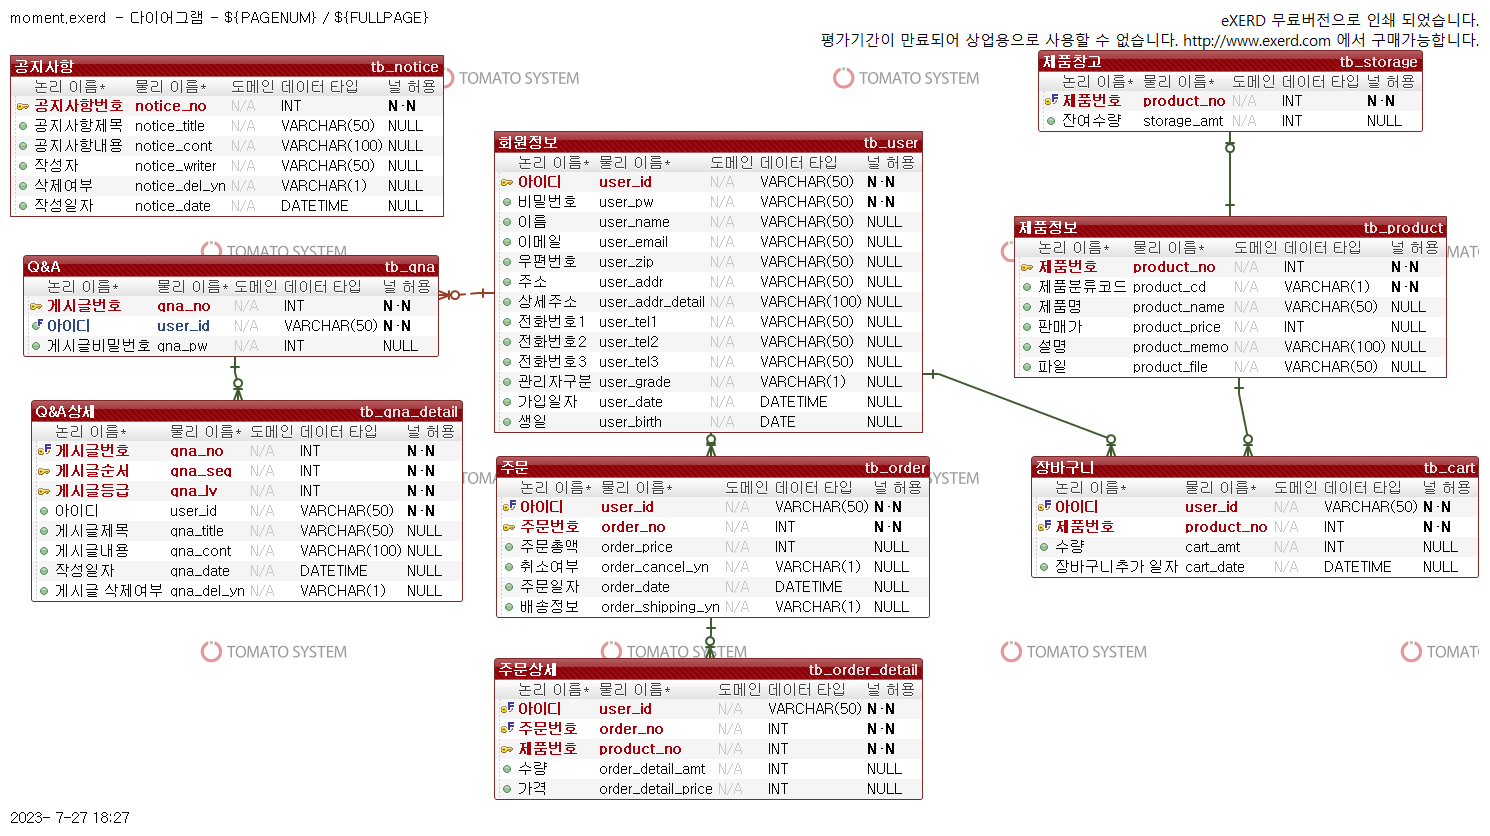 moment.exerd - 다이어그램 - ${PAGENUM} / ${FULLPAGE}
eXERD 무료버전으로 인쇄 되었습니다.
평가기간이 만료되어 상업용으로 사용할 수 없습니다. http://www.exerd.com 에서 구매가능합니다.
공지사항 tb_notice
논리 이름* 물리 이름* 도메인 데이터 타입 널 허용
공지사항번호 notice_no N/A INT N·N
공지사항제목 notice_title N/A VARCHAR(50) NULL
공지사항내용 notice_cont N/A VARCHAR(100) NULL
작성자 notice_writer N/A VARCHAR(50) NULL
삭제여부 notice_del_yn N/A VARCHAR(1) NULL
작성일자 notice_date N/A DATETIME NULL
TOMATO SYSTEM
TOMATO SYSTEM
제품창고 tb_storage
논리 이름* 물리 이름* 도메인 데이터 타입 널 허용
제품번호 product_no N/A INT N·N
잔여수량 storage_amt N/A INT NULL
회원정보 tb_user
논리 이름* 물리 이름* 도메인 데이터 타입 널 허용
아이디 user_id N/A VARCHAR(50) N·N
비밀번호 user_pw N/A VARCHAR(50) N·N
이름 user_name N/A VARCHAR(50) NULL
이메일 user_email N/A VARCHAR(50) NULL
우편번호 user_zip N/A VARCHAR(50) NULL
주소 user_addr N/A VARCHAR(50) NULL
상세주소 user_addr_detail N/A VARCHAR(100) NULL
전화번호1 user_tel1 N/A VARCHAR(50) NULL
전화번호2 user_tel2 N/A VARCHAR(50) NULL
전화번호3 user_tel3 N/A VARCHAR(50) NULL
관리자구분 user_grade N/A VARCHAR(1) NULL
가입일자 user_date N/A DATETIME NULL
생일 user_birth N/A DATE NULL
제품정보 tb_product
논리 이름* 물리 이름* 도메인 데이터 타입 널 허용
제품번호 product_no N/A INT N·N
제품분류코드 product_cd N/A VARCHAR(1) N·N
제품명 product_name N/A VARCHAR(50) NULL
판매가 product_price N/A INT NULL
설명 product_memo N/A VARCHAR(100) NULL
파일 product_file N/A VARCHAR(50) NULL
TOMAT
TOMATO SYSTEM
Q&A tb_qna
논리 이름* 물리 이름* 도메인 데이터 타입 널 허용
게시글번호 qna_no N/A INT N·N
아이디 user_id N/A VARCHAR(50) N·N
게시글비밀번호 qna_pw N/A INT NULL
Q&A상세 tb_qna_detail
논리 이름* 물리 이름* 도메인 데이터 타입 널 허용
게시글번호 qna_no N/A INT N·N
게시글순서 qna_seq N/A INT N·N
게시글등급 qna_lv N/A INT N·N
아이디 user_id N/A VARCHAR(50) N·N
게시글제목 qna_title N/A VARCHAR(50) NULL
게시글내용 qna_cont N/A VARCHAR(100) NULL
작성일자 qna_date N/A DATETIME NULL
게시글 삭제여부 qna_del_yn N/A VARCHAR(1) NULL
TOMA
SYSTEM
주문 tb_order
논리 이름* 물리 이름* 도메인 데이터 타입 널 허용
아이디 user_id N/A VARCHAR(50) N·N
주문번호 order_no N/A INT N·N
주문총액 order_price N/A INT NULL
취소여부 order_cancel_yn N/A VARCHAR(1) NULL
주문일자 order_date N/A DATETIME NULL
배송정보 order_shipping_yn N/A VARCHAR(1) NULL
장바구니 tb_cart
논리 이름* 물리 이름* 도메인 데이터 타입 널 허용
아이디 user_id N/A VARCHAR(50) N·N
제품번호 product_no N/A INT N·N
수량 cart_amt N/A INT NULL
장바구니추가 일자 cart_date N/A DATETIME NULL
TOMATO SYSTEM
TOMATO SYSTEM
TOMATO SYSTEM
TOMAT
주문상세 tb_order_detail
논리 이름* 물리 이름* 도메인 데이터 타입 널 허용
아이디 user_id N/A VARCHAR(50) N·N
주문번호 order_no N/A INT N·N
제품번호 product_no N/A INT N·N
수량 order_detail_amt N/A INT NULL
가격 order_detail_price N/A INT NULL
2023- 7-27 18:27